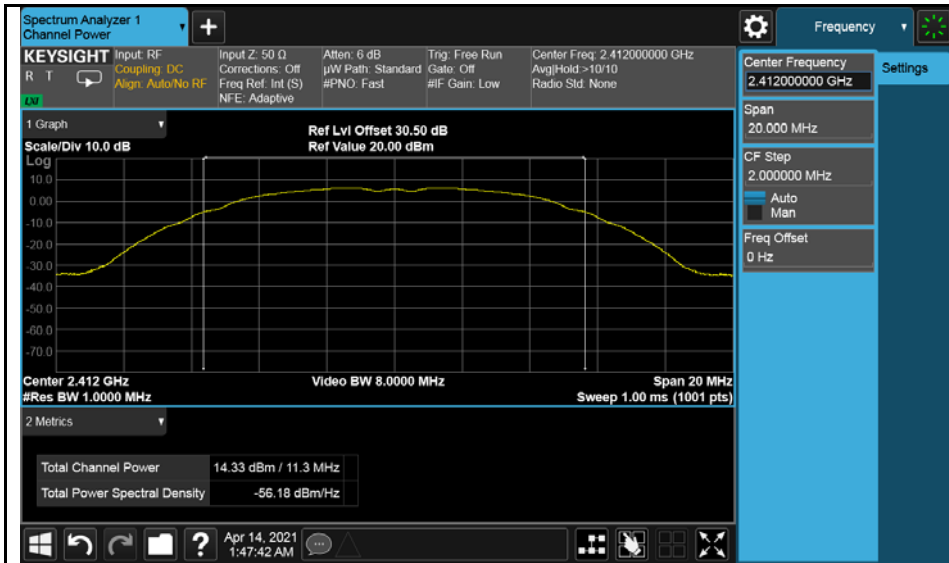 Spectrum Analyzer 1
Channel Power
Frequency
KEYSIGHT
R T
LXI
Input: RF
Coupling: DC
Align: Auto/No RF
Input Z: 50 Ω
Corrections: Off
Freq Ref: Int (S)
NFE: Adaptive
Atten: 6 dB
µW Path: Standard
#PNO: Fast
Trig: Free Run
Gate: Off
#IF Gain: Low
Center Freq: 2.412000000 GHz
Avg|Hold:>10/10
Radio Std: None
Center Frequency
2.412000000 GHz
Settings
Span
20.000 MHz
CF Step
2.000000 MHz
Auto
Man
Freq Offset
0 Hz
1 Graph
Scale/Div 10.0 dB
Ref Lvl Offset 30.50 dB
Ref Value 20.00 dBm
Log
10.0
0.00
-10.0
-20.0
-30.0
-40.0
-50.0
-60.0
-70.0
Center 2.412 GHz
#Res BW 1.0000 MHz
Video BW 8.0000 MHz
Span 20 MHz
Sweep 1.00 ms (1001 pts)
2 Metrics
Total Channel Power 14.33 dBm / 11.3 MHz
Total Power Spectral Density -56.18 dBm/Hz
?
Apr 14, 2021
1:47:42 AM